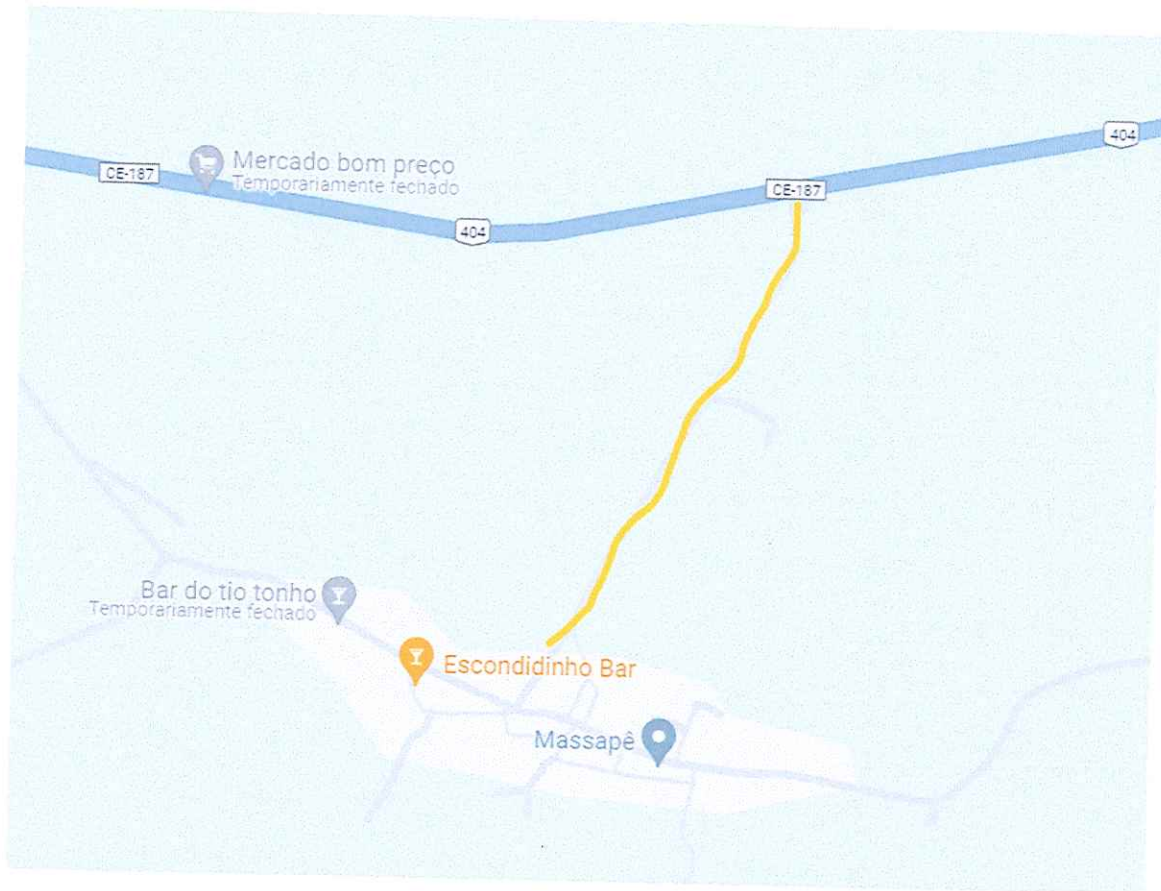 404
CE-187
Mercado bom preço
Temporariamente fechado
CE-187
404
Bar do tio tonho
Temporariamente fechado
Escondidinho Bar
Massapê